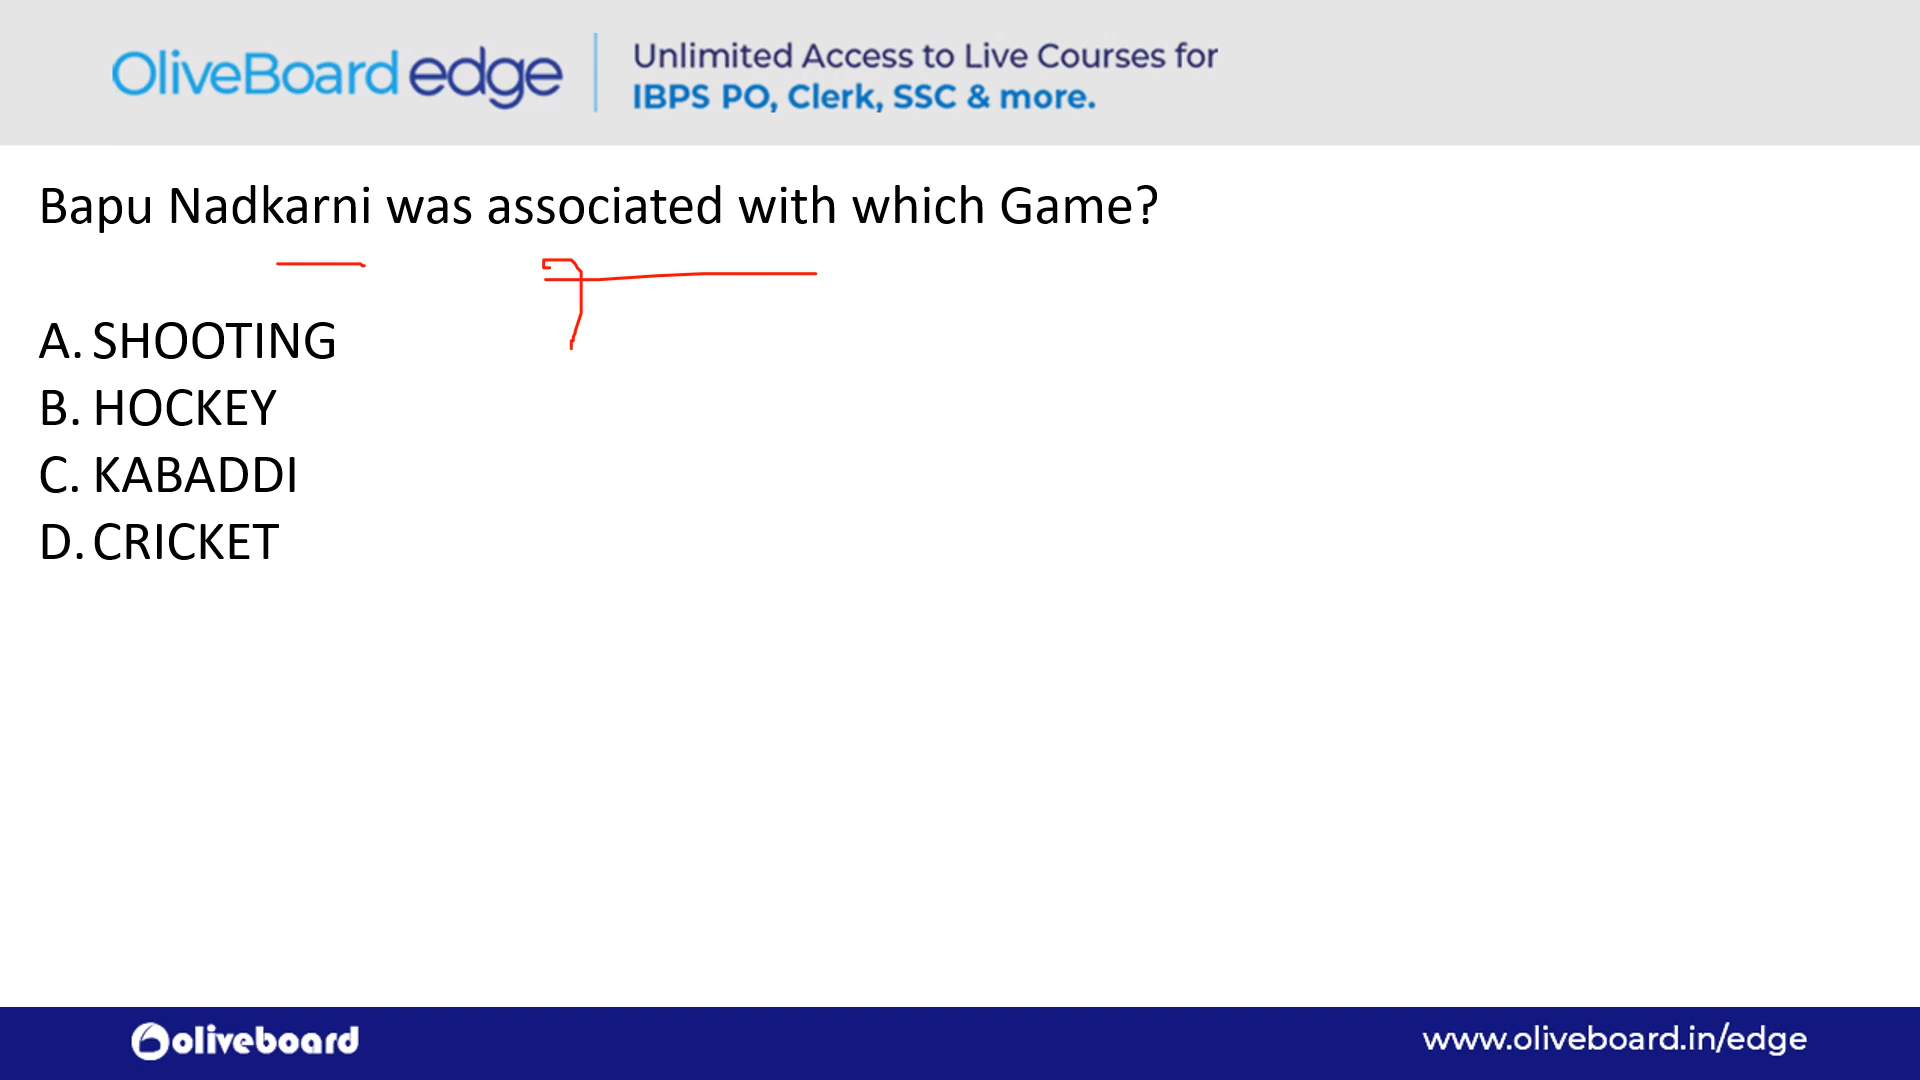 OliveBoard edge
Unlimited Access to Live Courses for
IBPS PO, Clerk, SSC & more.
Bapu Nadkarni was associated with which Game?
A. SHOOTING
B. HOCKEY
C. KABADDI
D. CRICKET
oliveboard
www.oliveboard.in/edge